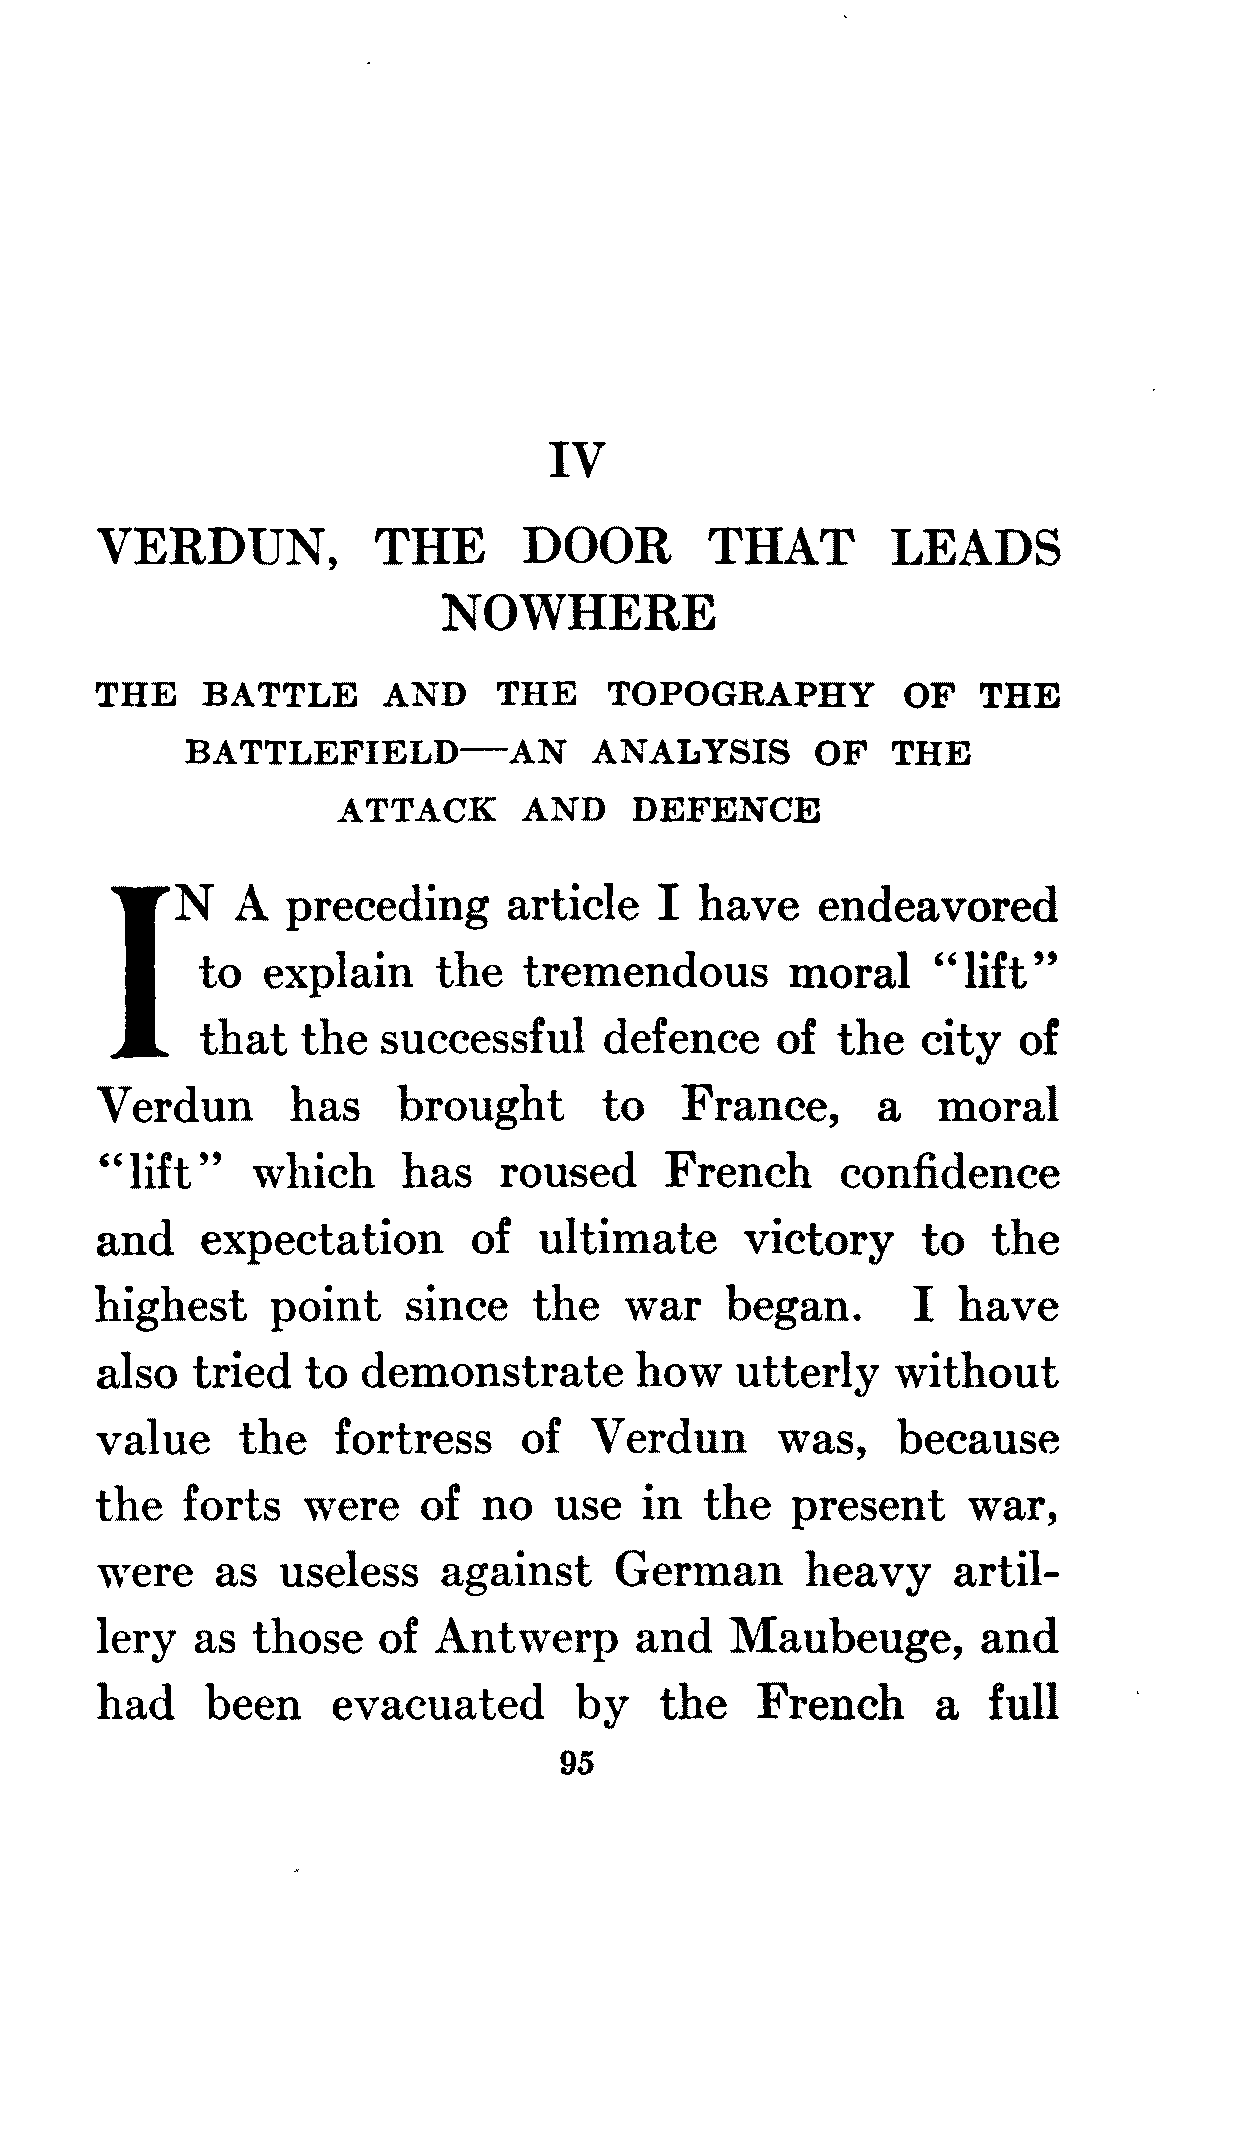 IV
VERDUN, THE DOOR THAT LEADS
NOWHERE
THE BATTLE AND THE TOPOGRAPHY OF THE
BATTLEFIELD—AN ANALYSIS OF THE
ATTACK AND DEFENCE
IN A preceding article I have endeavored
to explain the tremendous moral “lift”
that the successful defence of the city of
Verdun has brought to France, a moral
“lift” which has roused French confidence
and expectation of ultimate victory to the
highest point since the war began. I have
also tried to demonstrate how utterly without
value the fortress of Verdun was, because
the forts were of no use in the present war,
were as useless against German heavy artil-
lery as those of Antwerp and Maubeuge, and
had been evacuated by the French a full
95